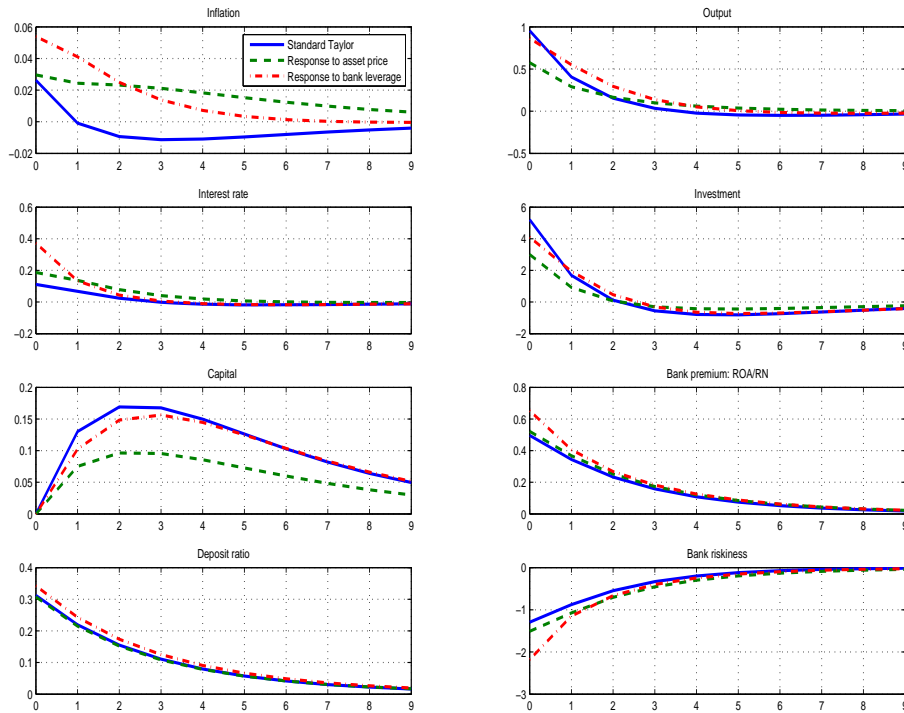 Inflation
0.06
0.04
0.02
0
−0.02
0 1 2 3 4 5 6 7 8 9
Standard Taylor
Response to asset price
Response to bank leverage
Output
1
0.5
0
−0.5
0 1 2 3 4 5 6 7 8 9
Interest rate
0.6
0.4
0.2
0
−0.2
0 1 2 3 4 5 6 7 8 9
Investment
6
4
2
0
−2
0 1 2 3 4 5 6 7 8 9
Capital
0.2
0.15
0.1
0.05
0
0 1 2 3 4 5 6 7 8 9
Bank premium: ROA/RN
0.8
0.6
0.4
0.2
0
0 1 2 3 4 5 6 7 8 9
Deposit ratio
0.4
0.3
0.2
0.1
0
0 1 2 3 4 5 6 7 8 9
Bank riskiness
0
−1
−2
−3
0 1 2 3 4 5 6 7 8 9